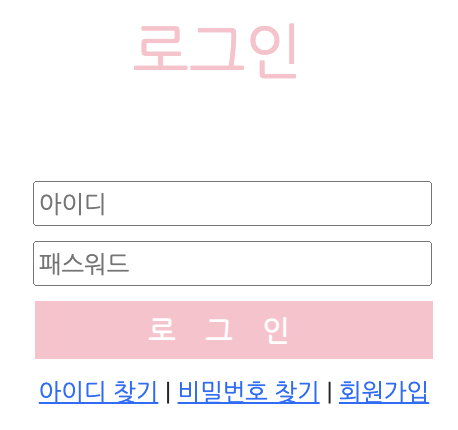 로그인
아이디
패스워드
로 그 인
아이디 찾기 | 비밀번호 찾기 | 회원가입